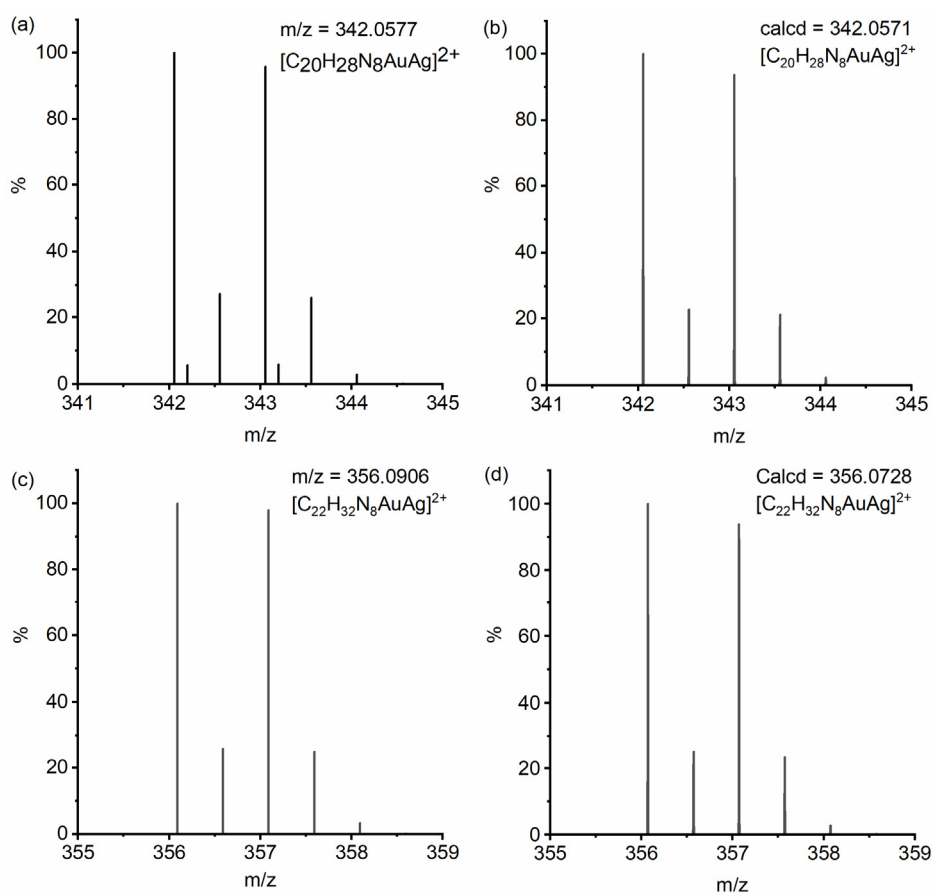 (a)
m/z = 342.0577
[C₂₀H₂₈N₈AuAg]²⁺
100
80
60
40
20
0
%
341 342 343 344 345
m/z
(b)
calcd = 342.0571
[C₂₀H₂₈N₈AuAg]²⁺
100
80
60
40
20
0
%
341 342 343 344 345
m/z
(c)
m/z = 356.0906
[C₂₂H₃₂N₈AuAg]²⁺
100
80
60
40
20
0
%
355 356 357 358 359
m/z
(d)
Calcd = 356.0728
[C₂₂H₃₂N₈AuAg]²⁺
100
80
60
40
20
0
%
355 356 357 358 359
m/z